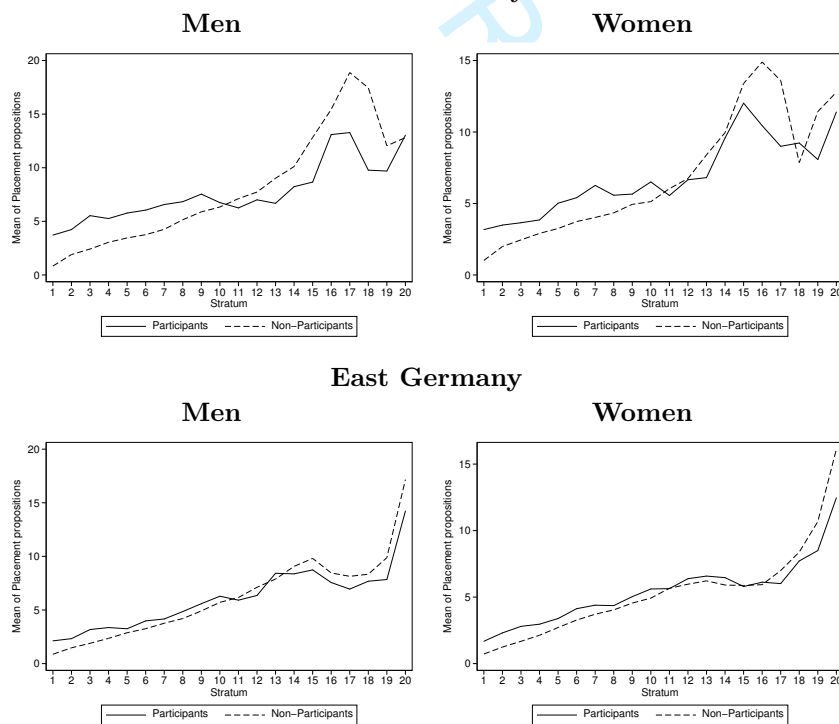 Men Women
20
15
10
5
0
Mean of Placement propositions
1 2 3 4 5 6 7 8 9 10 11 12 13 14 15 16 17 18 19 20
Stratum
Participants Non−Participants
15
10
5
0
Mean of Placement propositions
1 2 3 4 5 6 7 8 9 10 11 12 13 14 15 16 17 18 19 20
Stratum
Participants Non−Participants
East Germany
Men Women
20
15
10
5
0
Mean of Placement propositions
1 2 3 4 5 6 7 8 9 10 11 12 13 14 15 16 17 18 19 20
Stratum
Participants Non−Participants
15
10
5
0
Mean of Placement propositions
1 2 3 4 5 6 7 8 9 10 11 12 13 14 15 16 17 18 19 20
Stratum
Participants Non−Participants